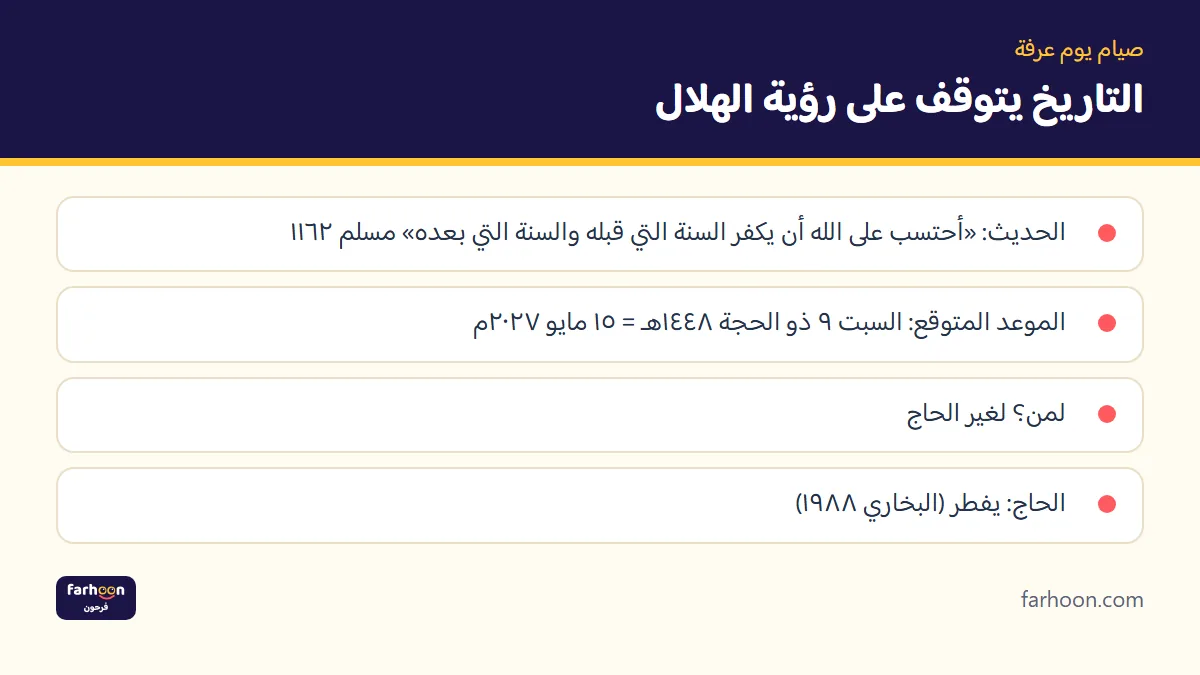 صيام يوم عرفة
التاريخ يتوقف على رؤية الهلال
الحديث: «أحتسب على الله أن يكفر السنة التي قبله والسنة التي بعده» مسلم ١١٦٢
الموعد المتوقع: السبت ٩ ذو الحجة ١٤٤٨هـ = ١٥ مايو ٢٠٢٧م
لمن؟ لغير الحاج
الحاج: يفطر (البخاري ١٩٨٨)
farhoon.com
farhoon
فرحون